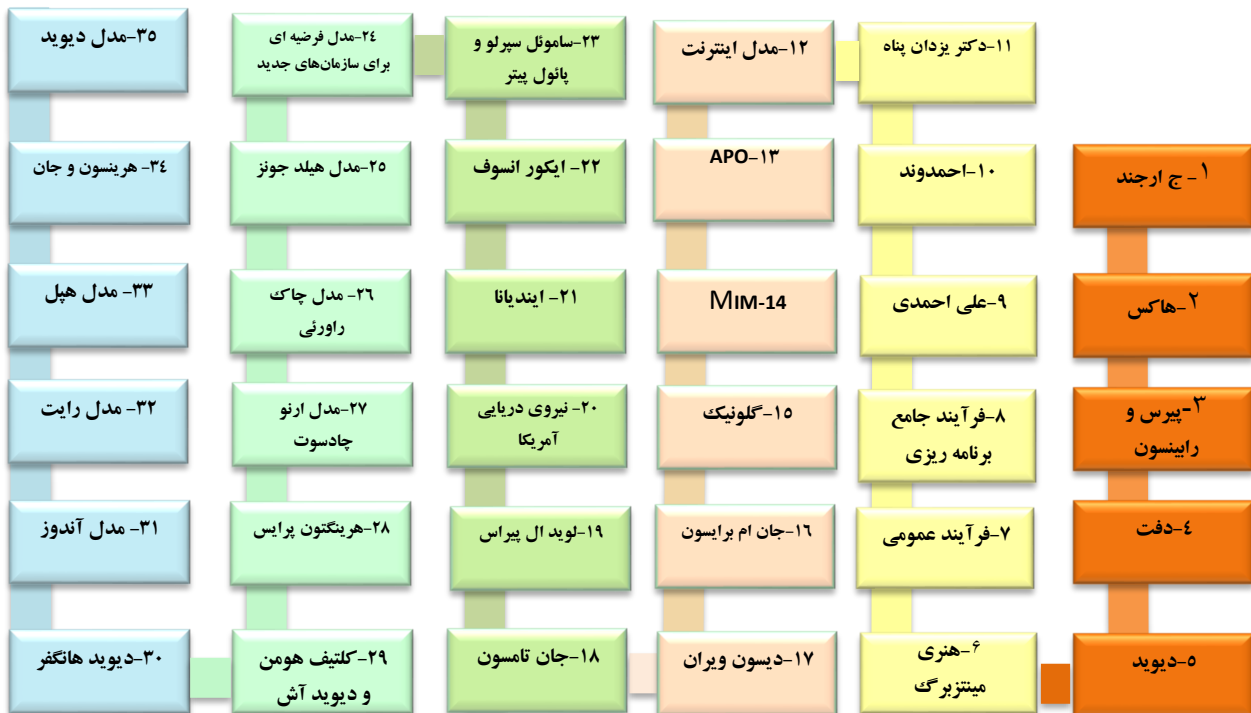 ۱- ج ارجند
۲-هاکس
۳-پیرس و
رابینسون
٤-دفت
٥-دیوید
۶-هنری
مینتزبرگ
۷-فرآیند عمومی
۸-فرآیند جامع
برنامه ریزی
۹-علی احمدی
۱۰-احمدوند
۱۱-دکتر یزدان پناه
۱۲-مدل اینترنت
APO-۱۳
MIM-14
۱٥-گلونیک
۱٦-جان ام برایسون
۱۷-دیسون ویران
۱۸-جان تامسون
۱۹-لوید ال پیراس
۲۰- نیروی دریایی
آمریکا
۲۱- ایندیانا
۲۲- ایکور انسوف
۲۳-ساموئل سپرلو و
پائول پیتر
۲٤-مدل فرضیه ای
برای سازمان‌های جدید
۲٥-مدل هیلد جونز
۲٦- مدل چاک
راورئی
۲۷-مدل ارنو
چادسوت
۲۸-هرینگتون پرایس
۲۹-کلتیف هومن
و دیوید آش
۳۰-دیوید هانگفر
۳۱- مدل آندوز
۳۲- مدل رایت
۳۳- مدل هپل
۳٤- هرینسون و جان
۳٥-مدل دیوید